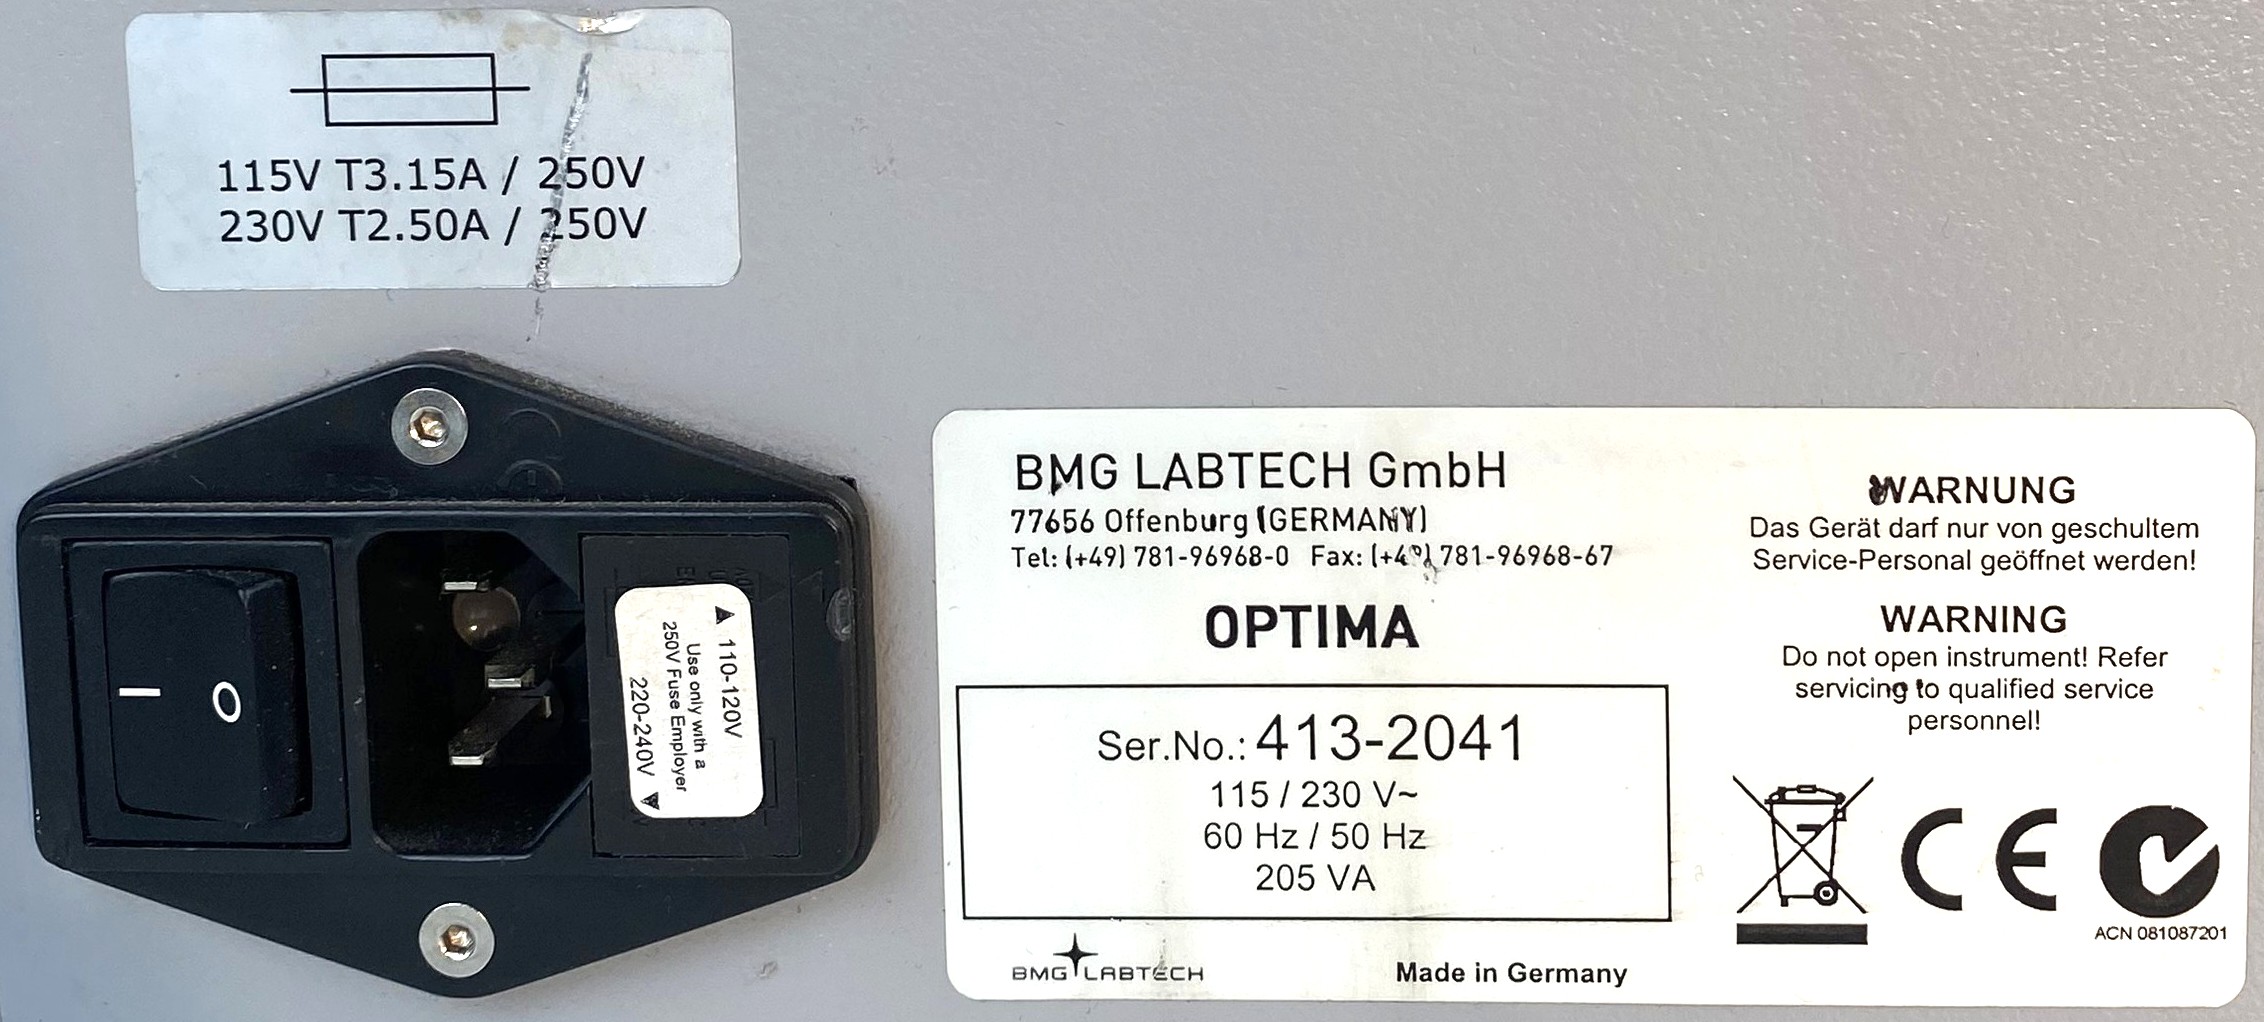 115V T3.15A / 250V
230V T2.50A / 250V
I O
110-120V
Use only with a
250V Fuse Employer
220-240V
BMG LABTECH GmbH
77656 Offenburg (GERMANY)
Tel: (+49) 781-96968-0 Fax: (+49) 781-96968-67
OPTIMA
Ser.No.: 413-2041
115 / 230 V~
60 Hz / 50 Hz
205 VA
BMG LABTECH
Made in Germany
WARNUNG
Das Gerät darf nur von geschultem
Service-Personal geöffnet werden!
WARNING
Do not open instrument! Refer
servicing to qualified service
personnel!
CE
ACN 081087201